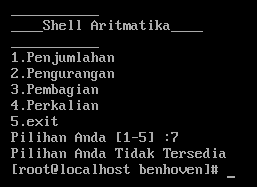 ____Shell Aritmatika____
1.Penjumlahan
2.Pengurangan
3.Pembagian
4.Perkalian
5.exit
Pilihan Anda [1-5] :7
Pilihan Anda Tidak Tersedia
[root@localhost benhoven]# _